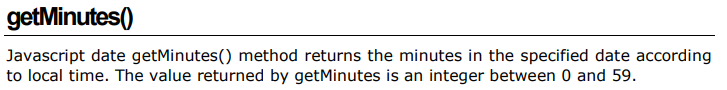 getMinutes()
Javascript date getMinutes() method returns the minutes in the specified date according
to local time. The value returned by getMinutes is an integer between 0 and 59.